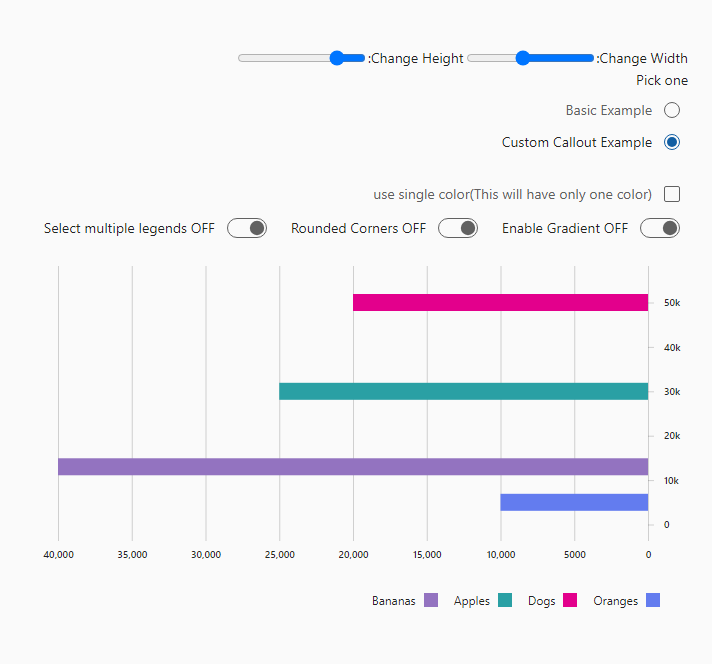 Change Width: Change Height:
Pick one
Basic Example
Custom Callout Example
use single color(This will have only one color)
Enable Gradient OFF Rounded Corners OFF Select multiple legends OFF
50k
40k
30k
20k
10k
0
40,000 35,000 30,000 25,000 20,000 15,000 10,000 5000 0
Bananas Apples Dogs Oranges